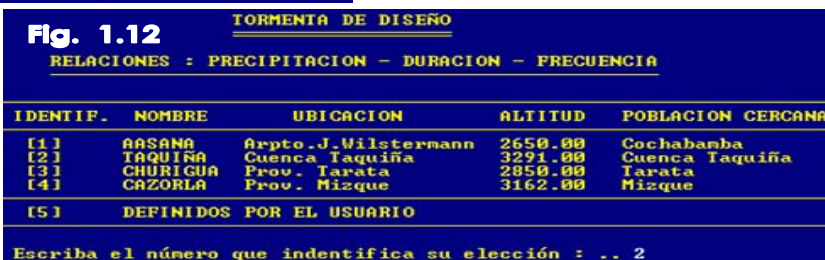 TORMENTA DE DISEÑO
Fig. 1.12
RELACIONES : PRECIPITACION - DURACION - FRECUENCIA
IDENTIF. NOMBRE UBICACION ALTITUD POBLACION CERCANA
[1] AASANA Arpto.J.Wilstermann 2650.00 Cochabamba
[2] TAQUIÑA Cuenca Taquiña 3291.00 Cuenca Taquiña
[3] CHURIGUA Prov. Tarata 2850.00 Tarata
[4] CAZORLA Prov. Mizque 3162.00 Mizque
[5] DEFINIDOS POR EL USUARIO
Escriba el número que indentifica su elección : .. 2